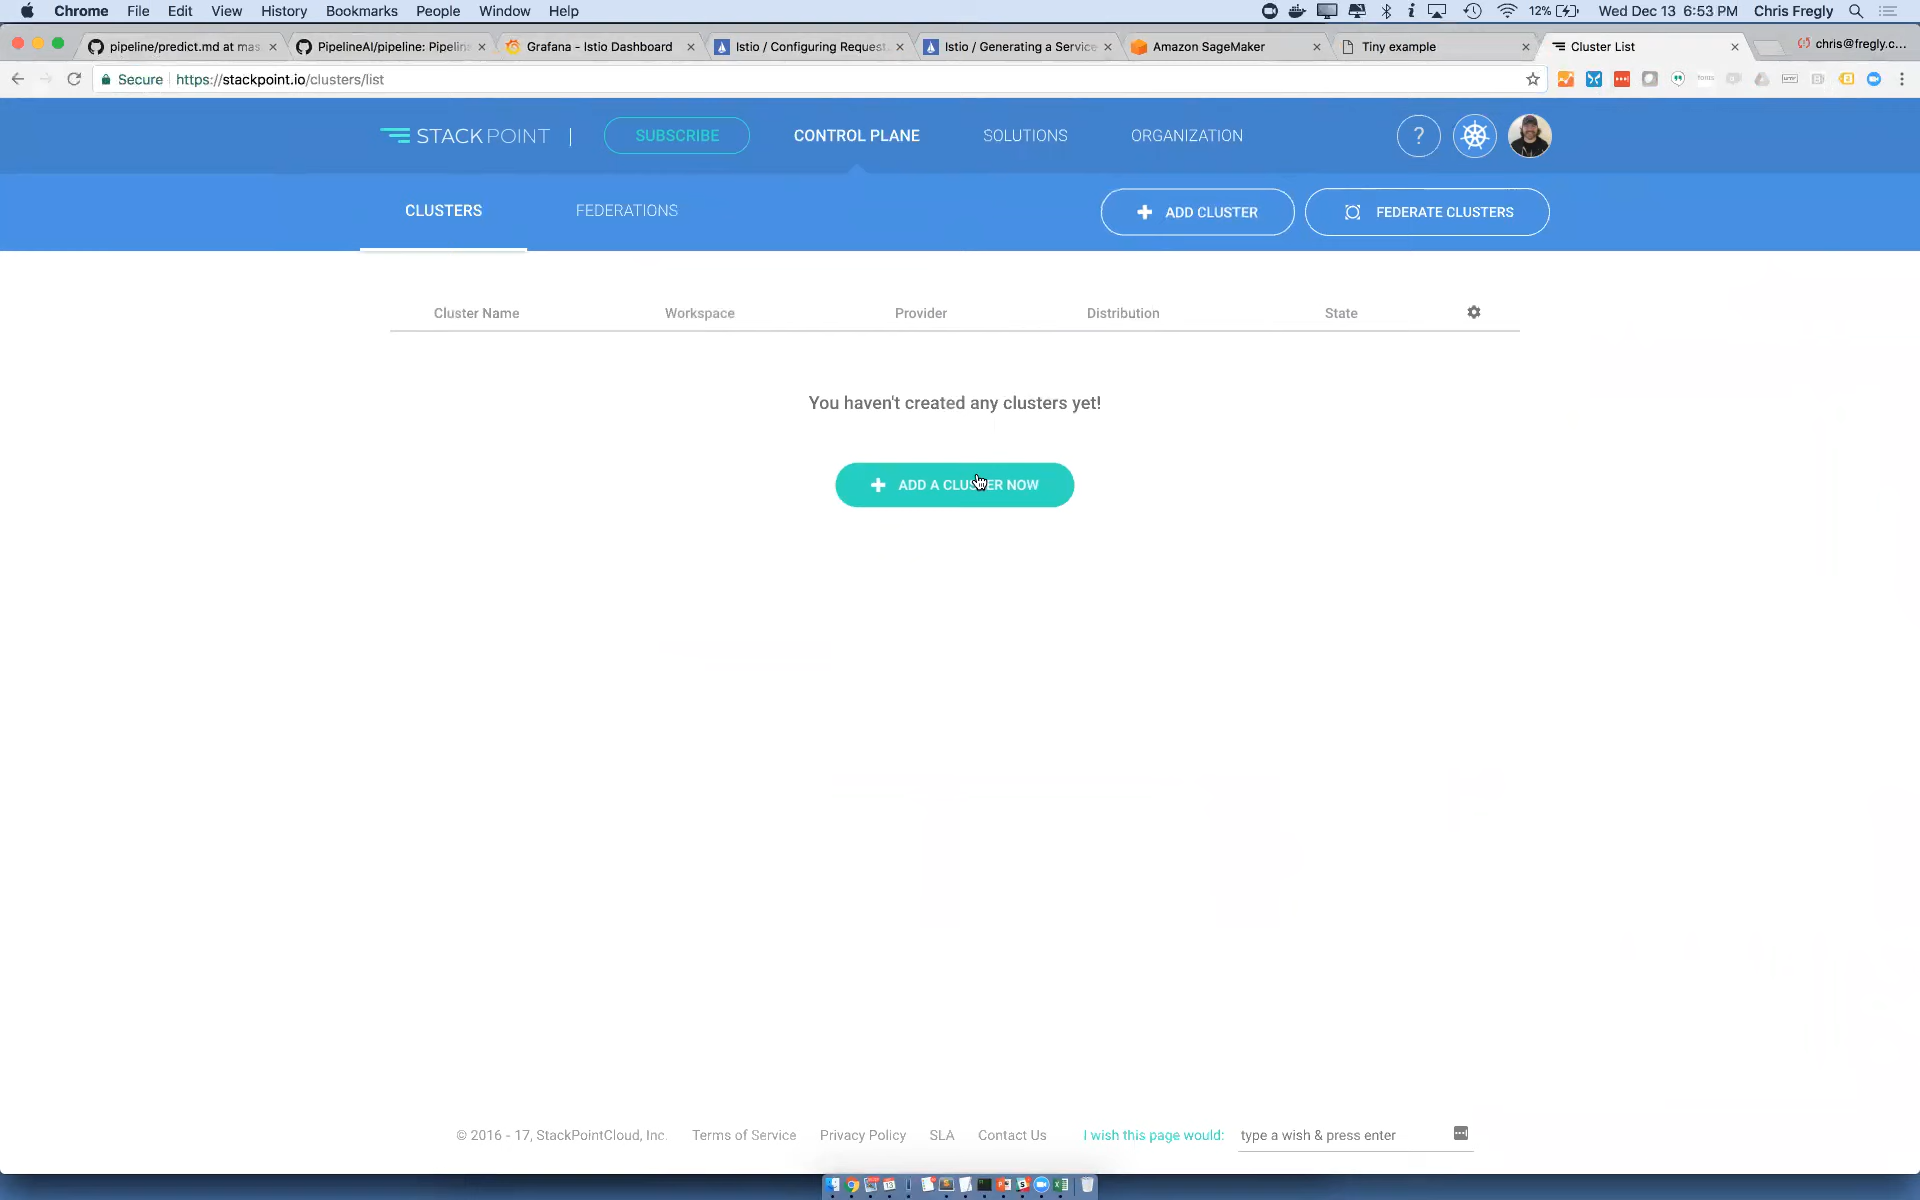 Chrome File Edit View History Bookmarks People Window Help 12% Wed Dec 13 6:53 PM Chris Fregly
pipeline/predict.md at mas PipelineAI/pipeline: Pipelin Grafana - Istio Dashboard Istio / Configuring Request Istio / Generating a Service Amazon SageMaker Tiny example Cluster List chris@fregly.c...
Secure https://stackpoint.io/clusters/list
STACKPOINT SUBSCRIBE CONTROL PLANE SOLUTIONS ORGANIZATION ?
CLUSTERS FEDERATIONS ADD CLUSTER FEDERATE CLUSTERS
Cluster Name Workspace Provider Distribution State
You haven't created any clusters yet!
ADD A CLUSTER NOW
© 2016 - 17, StackPointCloud, Inc. Terms of Service Privacy Policy SLA Contact Us I wish this page would: type a wish & press enter